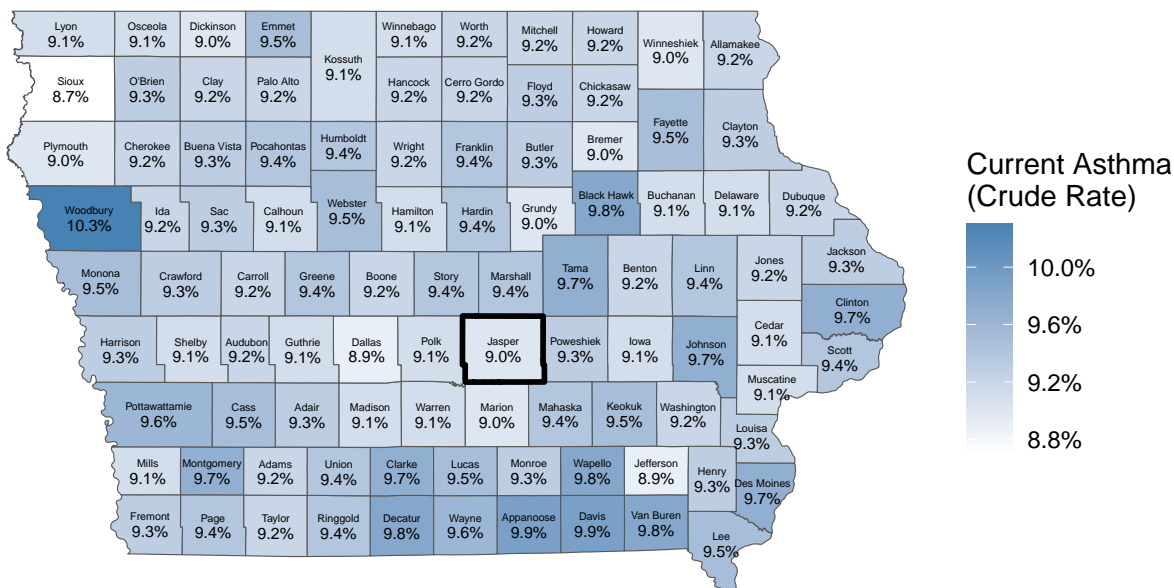 Lyon
9.1%
Osceola
9.1%
Dickinson
9.0%
Emmet
9.5%
Kossuth
9.1%
Winnebago
9.1%
Worth
9.2%
Mitchell
9.2%
Howard
9.2%
Winneshiek
9.0%
Allamakee
9.2%
Sioux
8.7%
O'Brien
9.3%
Clay
9.2%
Palo Alto
9.2%
Hancock
9.2%
Cerro Gordo
9.2%
Floyd
9.3%
Chickasaw
9.2%
Fayette
9.5%
Clayton
9.3%
Plymouth
9.0%
Cherokee
9.2%
Buena Vista
9.3%
Pocahontas
9.4%
Humboldt
9.4%
Wright
9.2%
Franklin
9.4%
Butler
9.3%
Bremer
9.0%
Woodbury
10.3%
Ida
9.2%
Sac
9.3%
Calhoun
9.1%
Webster
9.5%
Hamilton
9.1%
Hardin
9.4%
Grundy
9.0%
Black Hawk
9.8%
Buchanan
9.1%
Delaware
9.1%
Dubuque
9.2%
Monona
9.5%
Crawford
9.3%
Carroll
9.2%
Greene
9.4%
Boone
9.2%
Story
9.4%
Marshall
9.4%
Tama
9.7%
Benton
9.2%
Linn
9.4%
Jones
9.2%
Jackson
9.3%
Clinton
9.7%
Harrison
9.3%
Shelby
9.1%
Audubon
9.2%
Guthrie
9.1%
Dallas
8.9%
Polk
9.1%
Jasper
9.0%
Poweshiek
9.3%
Iowa
9.1%
Johnson
9.7%
Cedar
9.1%
Scott
9.4%
Muscatine
9.1%
Pottawattamie
9.6%
Cass
9.5%
Adair
9.3%
Madison
9.1%
Warren
9.1%
Marion
9.0%
Mahaska
9.4%
Keokuk
9.5%
Washington
9.2%
Louisa
9.3%
Mills
9.1%
Montgomery
9.7%
Adams
9.2%
Union
9.4%
Clarke
9.7%
Lucas
9.5%
Monroe
9.3%
Wapello
9.8%
Jefferson
8.9%
Henry
9.3%
Des Moines
9.7%
Fremont
9.3%
Page
9.4%
Taylor
9.2%
Ringgold
9.4%
Decatur
9.8%
Wayne
9.6%
Appanoose
9.9%
Davis
9.9%
Van Buren
9.8%
Lee
9.5%
Current Asthma
(Crude Rate)
10.0%
9.6%
9.2%
8.8%